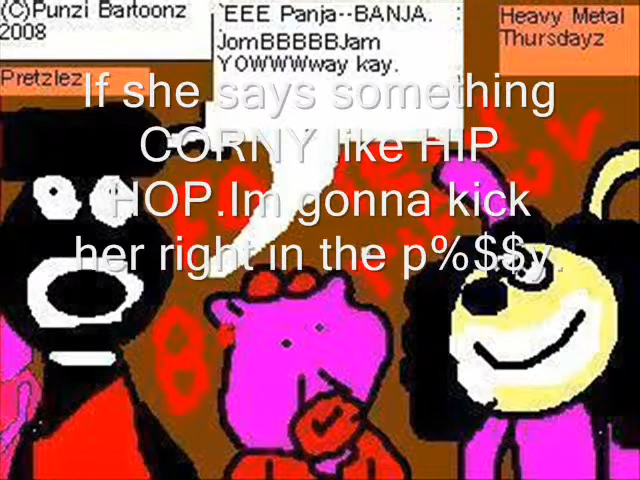 (C)Punzi Bartoonz
2008
`EEE Panja--BANJA.
JomBBBBBJam
YOWWWway kay.
Heavy Metal
Thursdayz
Pretzlez
If she says something
CORNY like HIP
HOP.Im gonna kick
her right in the p%$$y.